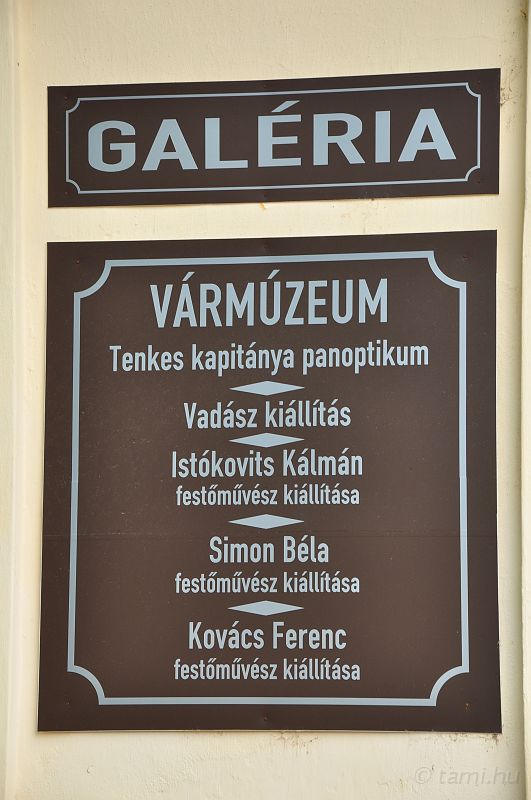 GALÉRIA
VÁRMÚZEUM
Tenkes kapitánya panoptikum
Vadász kiállítás
Istókovits Kálmán
festőművész kiállítása
Simon Béla
festőművész kiállítása
Kovács Ferenc
festőművész kiállítása
© tami.hu